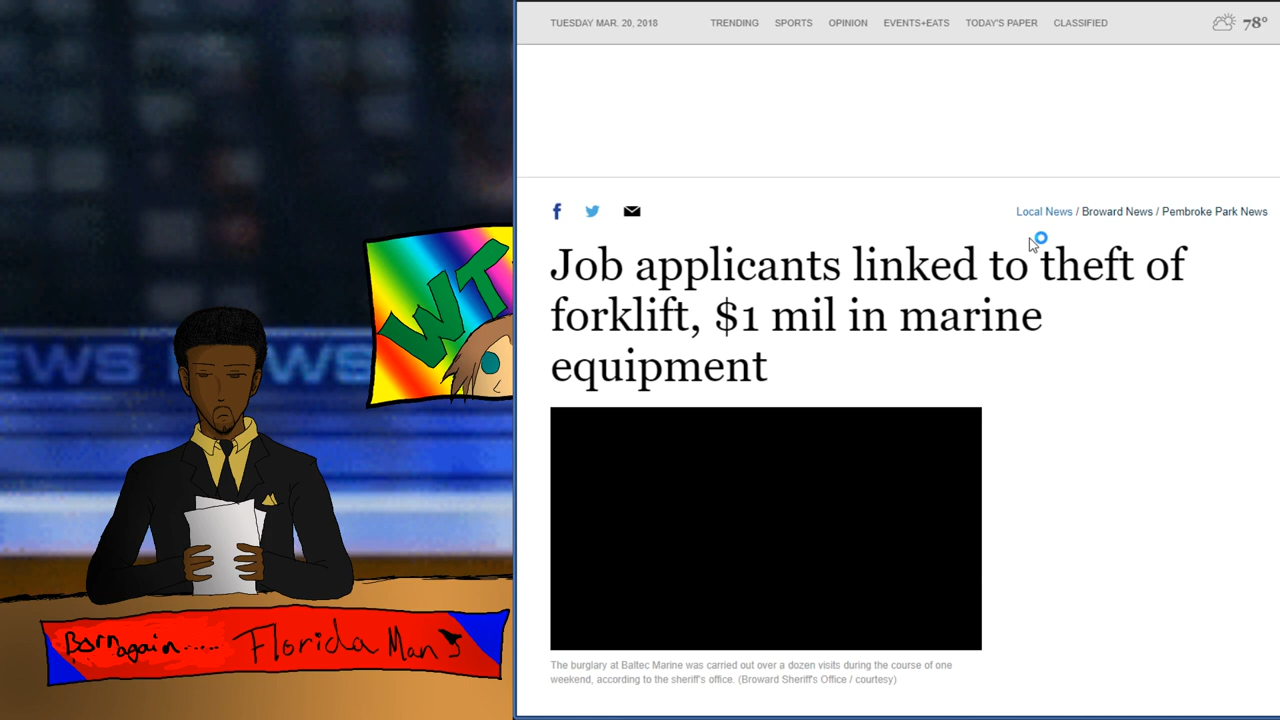 TUESDAY MAR. 20, 2018 TRENDING SPORTS OPINION EVENTS+EATS TODAY'S PAPER CLASSIFIED 78°
Local News / Broward News / Pembroke Park News
Job applicants linked to theft of
forklift, $1 mil in marine
equipment
The burglary at Baltec Marine was carried out over a dozen visits during the course of one
weekend, according to the sheriff's office. (Broward Sheriff's Office / courtesy)
WT
EWS NEWS
Born again..... Florida Man